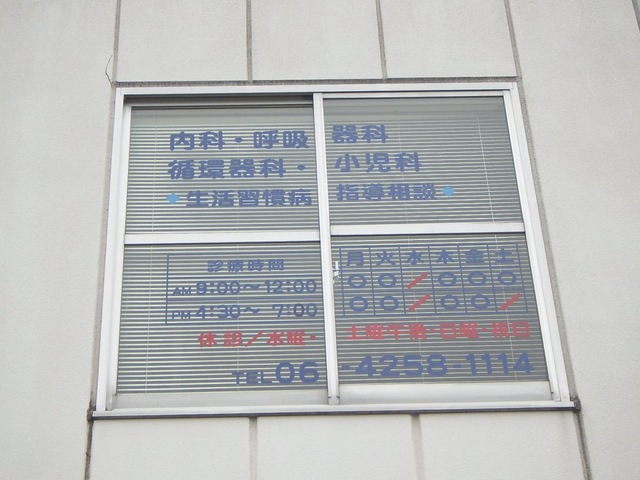 内科・呼吸器科
循環器科・小児科
★生活習慣病指導相談★
診療時間 月 火 水 木 金 土
AM 9:00〜12:00 ○ ○ / ○ ○ ○
PM 4:30〜 7:00 ○ ○ / ○ ○ /
休診/水曜・土曜午後・日曜・祝日
TEL 06-4258-1114